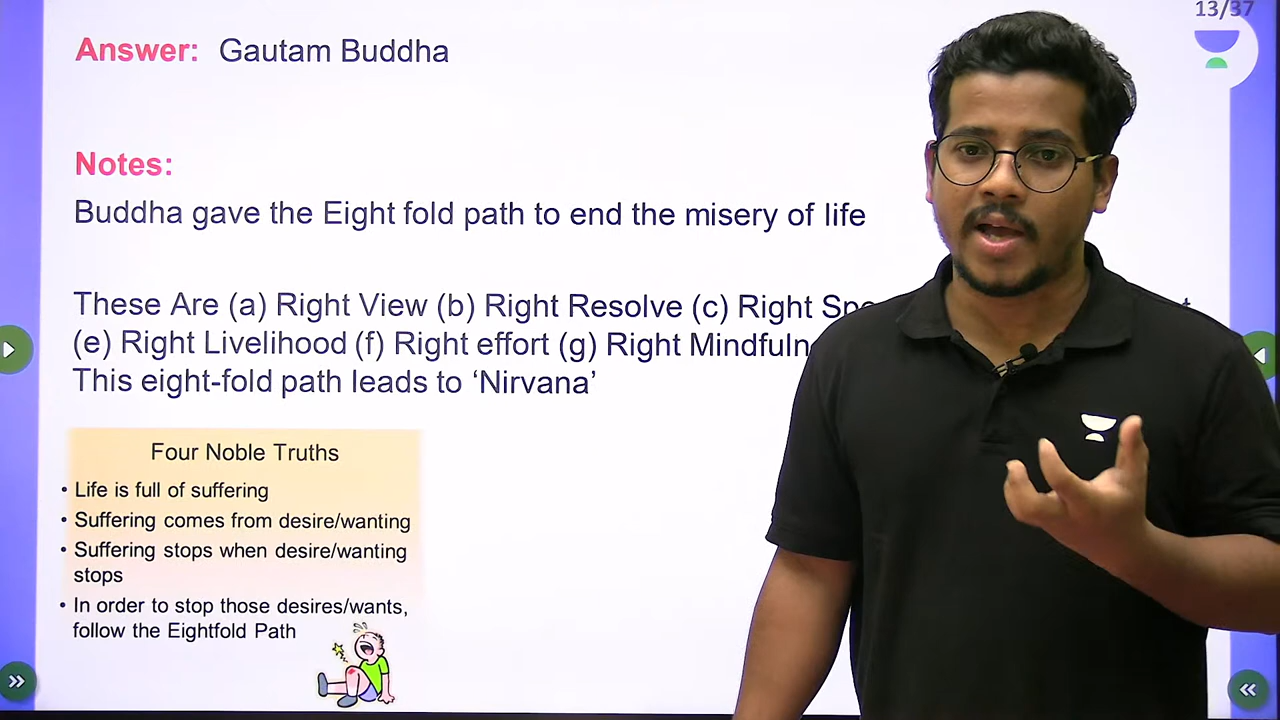 13/37
Answer: Gautam Buddha
Notes:
Buddha gave the Eight fold path to end the misery of life
These Are (a) Right View (b) Right Resolve (c) Right
(e) Right Livelihood (f) Right effort (g) Right
This eight-fold path leads to ‘Nirvana’
Four Noble Truths
• Life is full of suffering
• Suffering comes from desire/wanting
• Suffering stops when desire/wanting
stops
• In order to stop those desires/wants,
follow the Eightfold Path